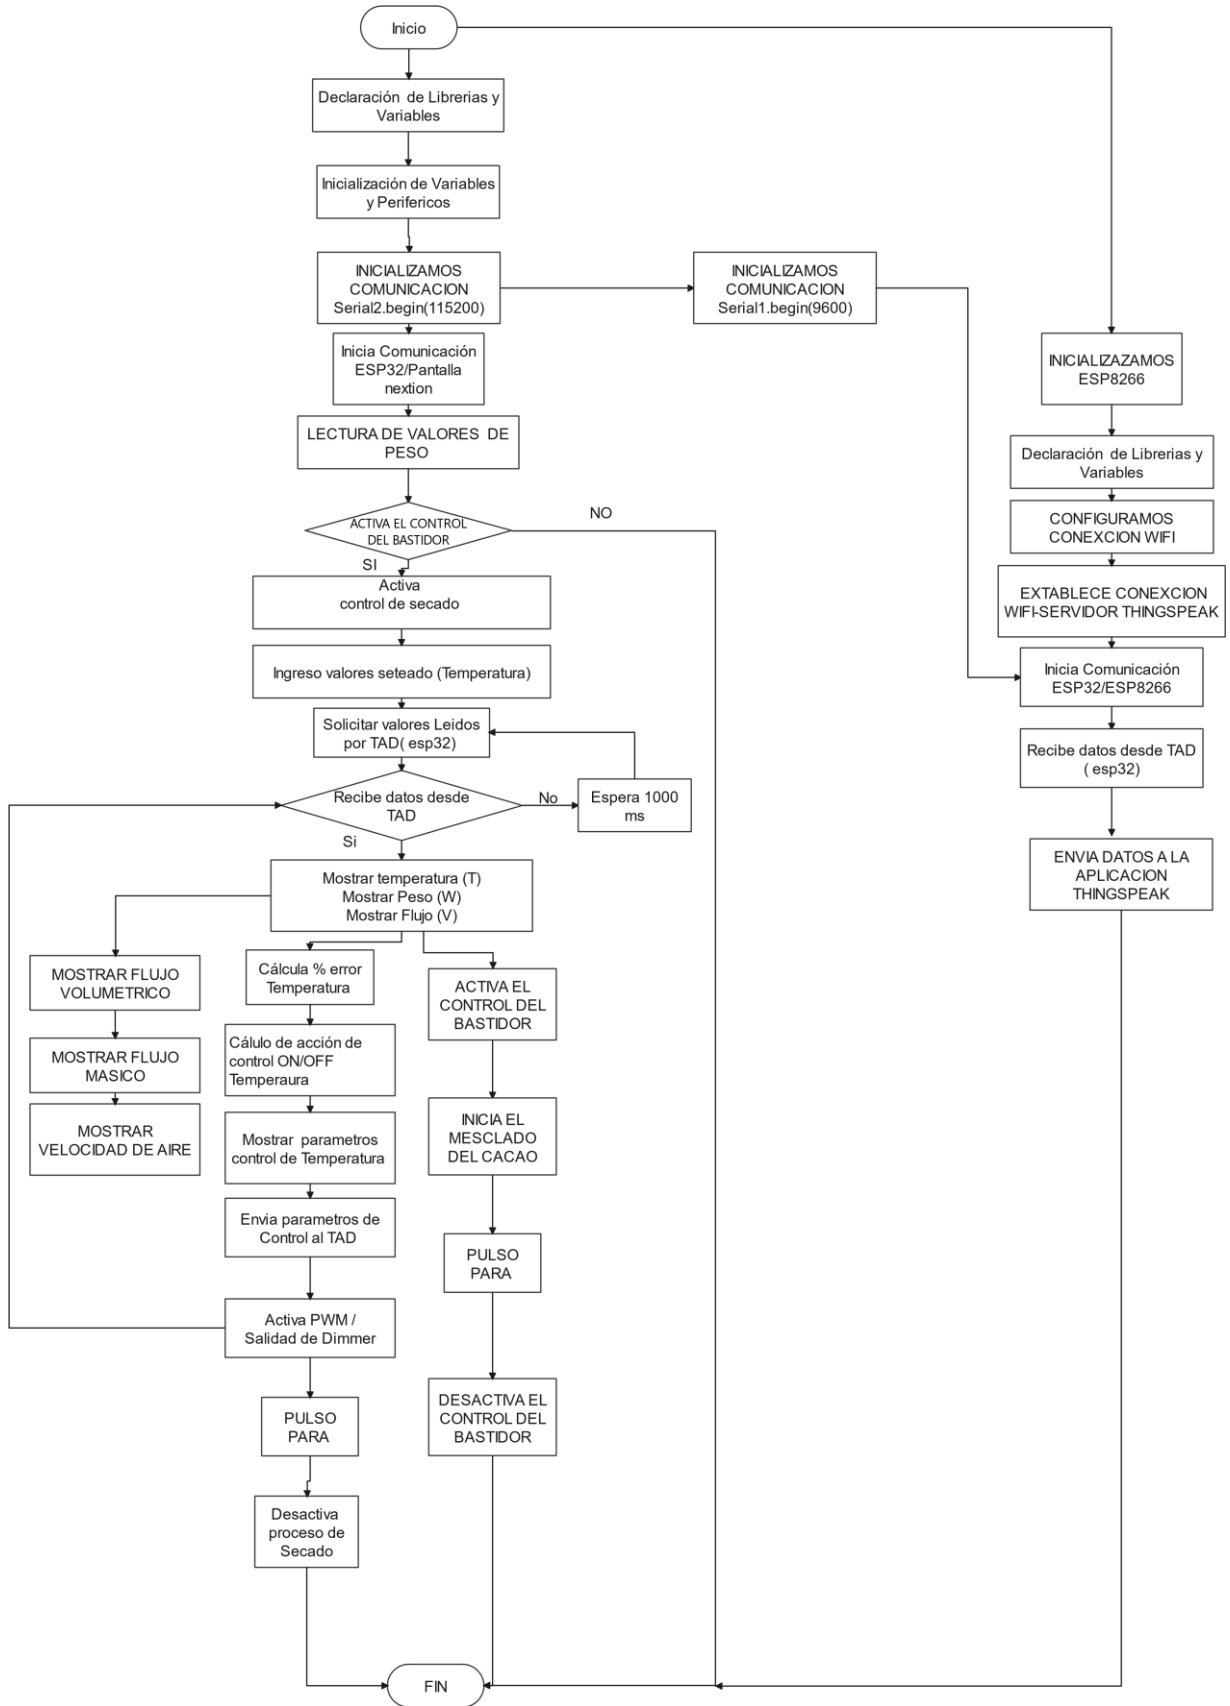 Inicio
Declaración de Librerias y
Variables
Inicialización de Variables
y Perifericos
INICIALIZAMOS
COMUNICACION
Serial2.begin(115200)
INICIALIZAMOS
COMUNICACION
Serial1.begin(9600)
Inicia Comunicación
ESP32/Pantalla
nextion
LECTURA DE VALORES DE
PESO
ACTIVA EL CONTROL
DEL BASTIDOR
NO
SI
Activa
control de secado
Ingreso valores seteado (Temperatura)
Solicitar valores Leidos
por TAD( esp32)
Recibe datos desde
TAD
No
Espera 1000
ms
Si
Mostrar temperatura (T)
Mostrar Peso (W)
Mostrar Flujo (V)
MOSTRAR FLUJO
VOLUMETRICO
MOSTRAR FLUJO
MASICO
MOSTRAR
VELOCIDAD DE AIRE
Cálcula % error
Temperatura
Cálulo de acción de
control ON/OFF
Temperaura
Mostrar parametros
control de Temperatura
Envia parametros de
Control al TAD
Activa PWM /
Salidad de Dimmer
PULSO
PARA
Desactiva
proceso de
Secado
ACTIVA EL
CONTROL DEL
BASTIDOR
INICIA EL
MESCLADO
DEL CACAO
PULSO
PARA
DESACTIVA EL
CONTROL DEL
BASTIDOR
INICIALIZAZAMOS
ESP8266
Declaración de Librerias y
Variables
CONFIGURAMOS
CONEXCION WIFI
EXTABLECE CONEXCION
WIFI-SERVIDOR THINGSPEAK
Inicia Comunicación
ESP32/ESP8266
Recibe datos desde TAD
( esp32)
ENVIA DATOS A LA
APLICACION
THINGSPEAK
FIN